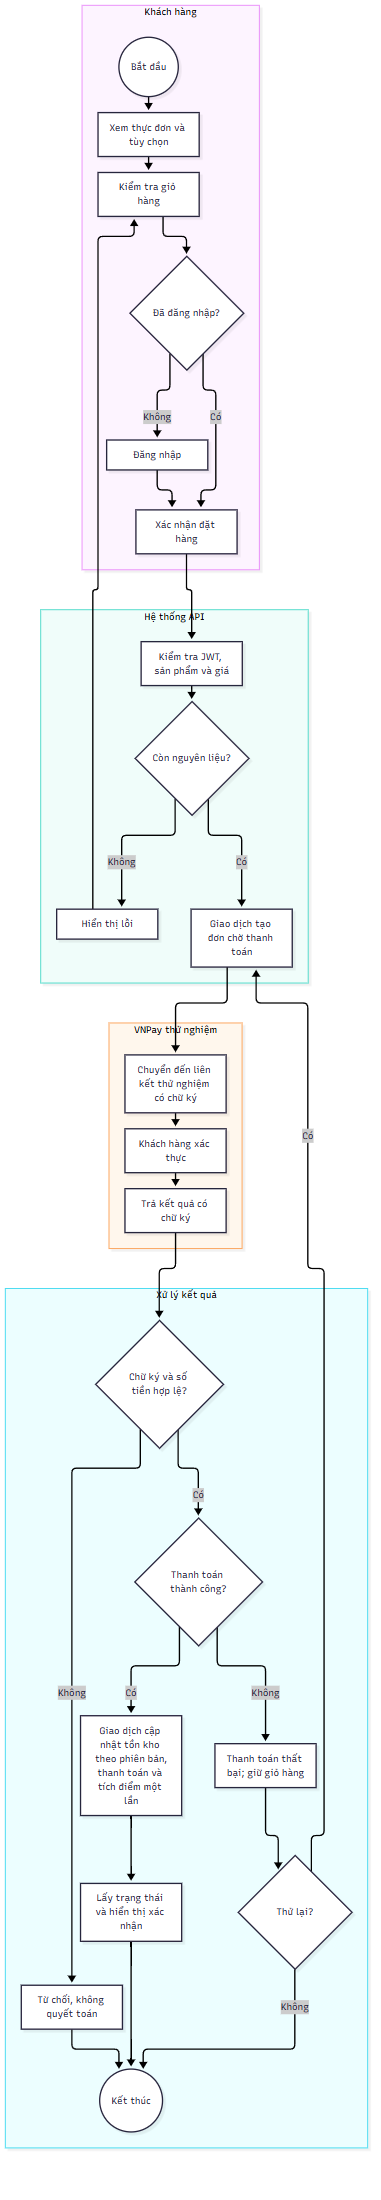 Khách hàng
Bắt đầu
Xem thực đơn và
tùy chọn
Kiểm tra giỏ
hàng
Đã đăng nhập?
Không
Có
Đăng nhập
Xác nhận đặt
hàng
Hệ thống API
Kiểm tra JWT,
sản phẩm và giá
Còn nguyên liệu?
Không
Có
Hiển thị lỗi
Giao dịch tạo
đơn chờ thanh
toán
VNPay thử nghiệm
Chuyển đến liên
kết thử nghiệm
có chữ ký
Có
Khách hàng xác
thực
Trả kết quả có
chữ ký
Xử lý kết quả
Chữ ký và số
tiền hợp lệ?
Có
Thanh toán
thành công?
Không
Có
Không
Giao dịch cập
nhật tồn kho
theo phiên bản,
thanh toán và
tích điểm một
lần
Thanh toán thất
bại; giữ giỏ hàng
Lấy trạng thái
và hiển thị xác
nhận
Thử lại?
Từ chối, không
quyết toán
Không
Kết thúc